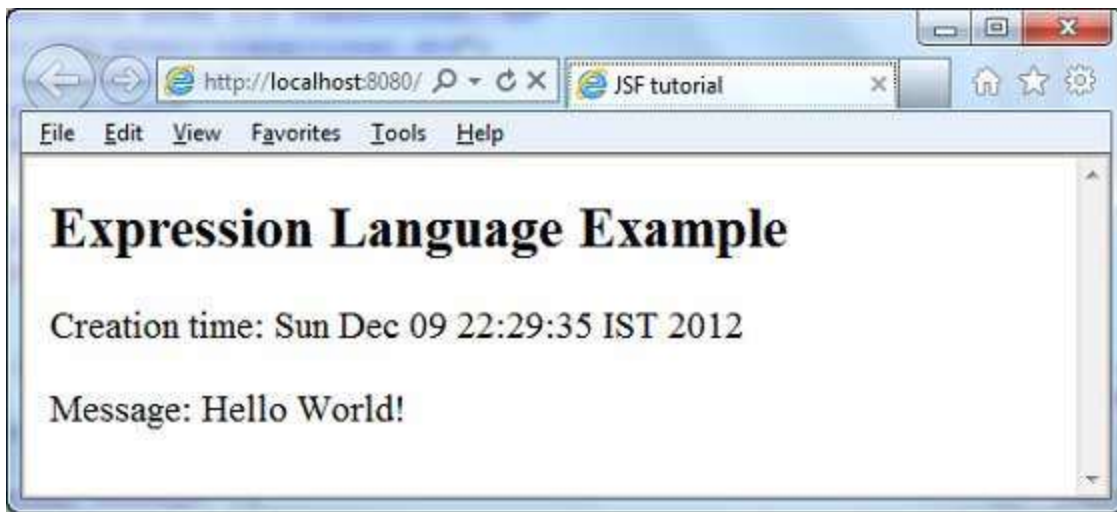 http://localhost:8080/
JSF tutorial
File Edit View Favorites Tools Help
Expression Language Example
Creation time: Sun Dec 09 22:29:35 IST 2012
Message: Hello World!